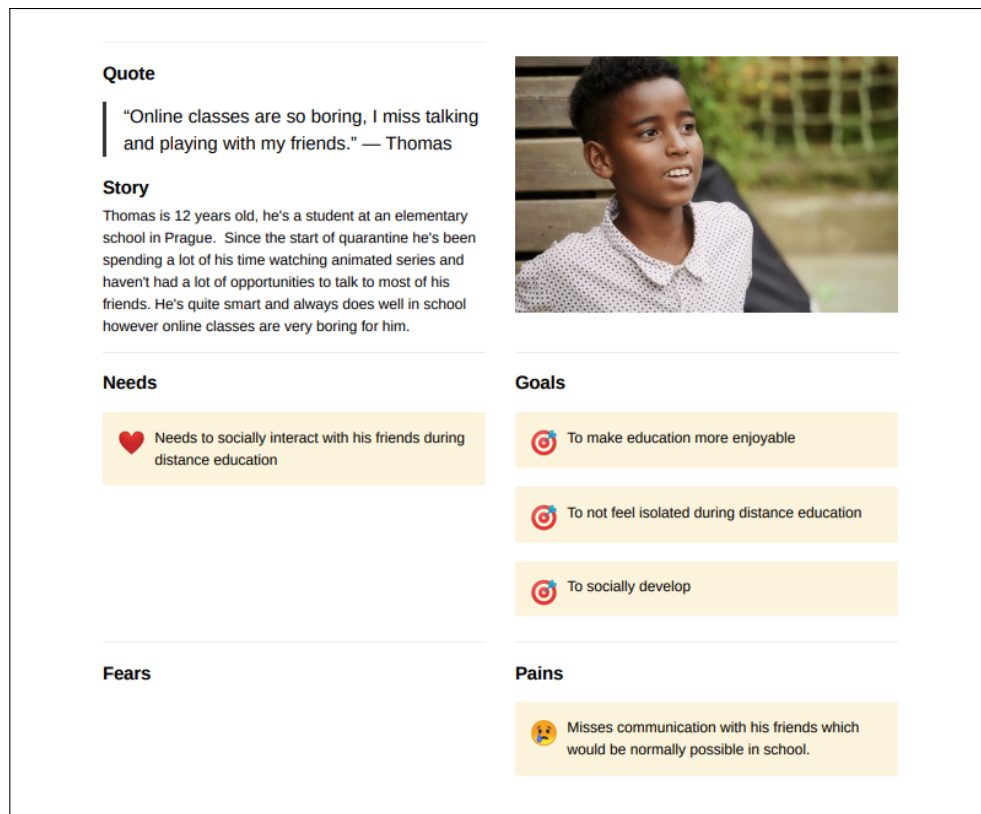 Quote
“Online classes are so boring, I miss talking
and playing with my friends.” — Thomas
Story
Thomas is 12 years old, he's a student at an elementary
school in Prague.  Since the start of quarantine he's been
spending a lot of his time watching animated series and
haven't had a lot of opportunities to talk to most of his
friends. He's quite smart and always does well in school
however online classes are very boring for him.
Needs
Needs to socially interact with his friends during
distance education
Goals
To make education more enjoyable
To not feel isolated during distance education
To socially develop
Fears
Pains
Misses communication with his friends which
would be normally possible in school.